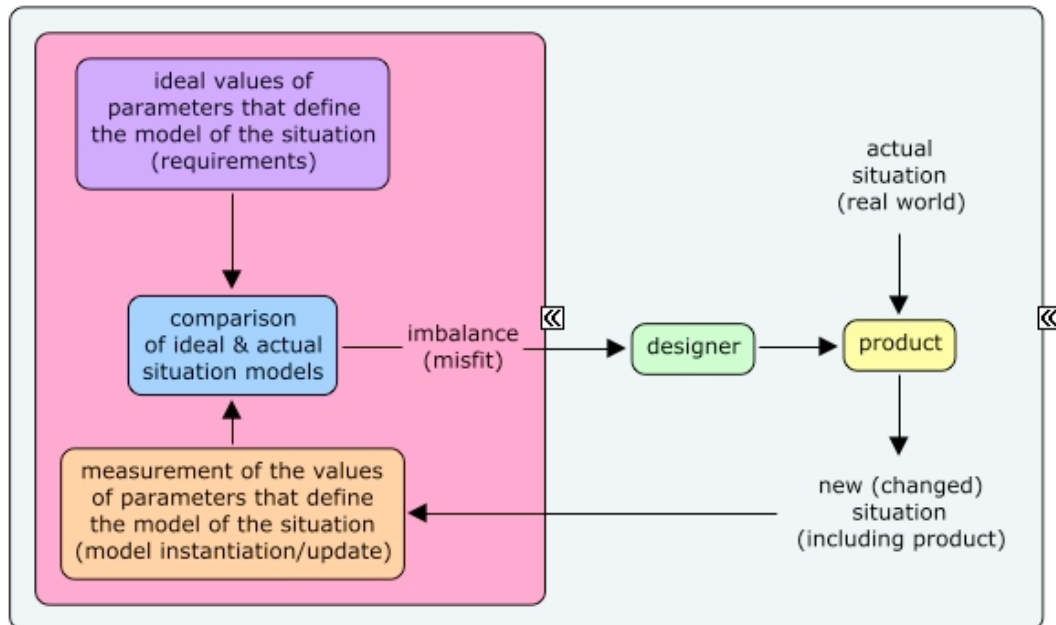 ideal values of
parameters that define
the model of the situation
(requirements)
actual
situation
(real world)
comparison
of ideal & actual
situation models
imbalance
(misfit)
designer
product
measurement of the values
of parameters that define
the model of the situation
(model instantiation/update)
new (changed)
situation
(including product)